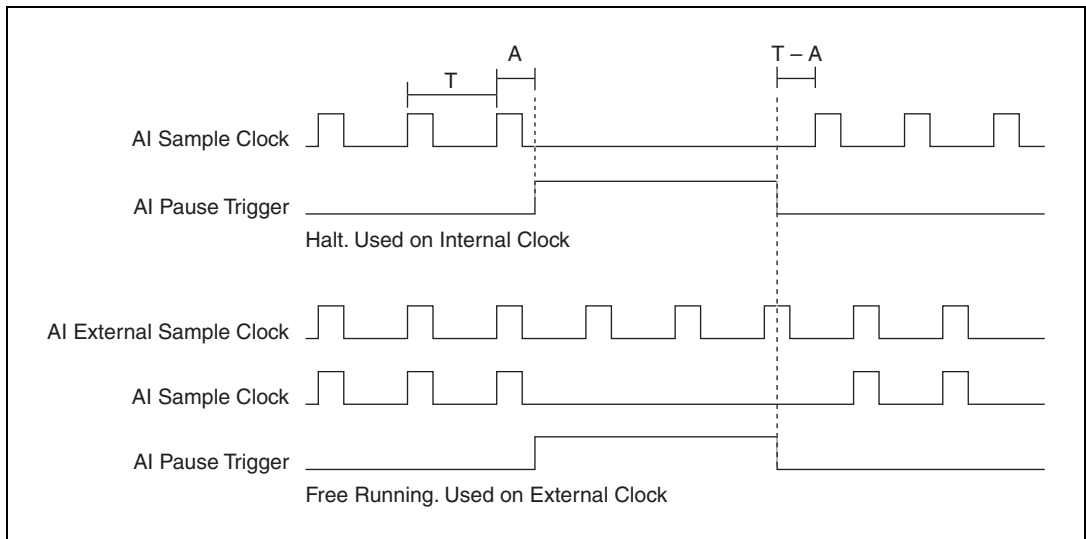 A
T – A
T
AI Sample Clock
AI Pause Trigger
Halt. Used on Internal Clock
AI External Sample Clock
AI Sample Clock
AI Pause Trigger
Free Running. Used on External Clock